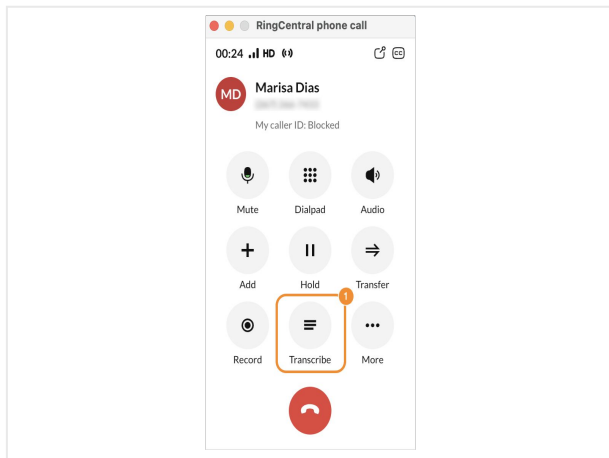 RingCentral phone call
00:24 HD
CC
MD
Marisa Dias
My caller ID: Blocked
Mute Dialpad Audio
Add Hold Transfer
1
Record Transcribe More